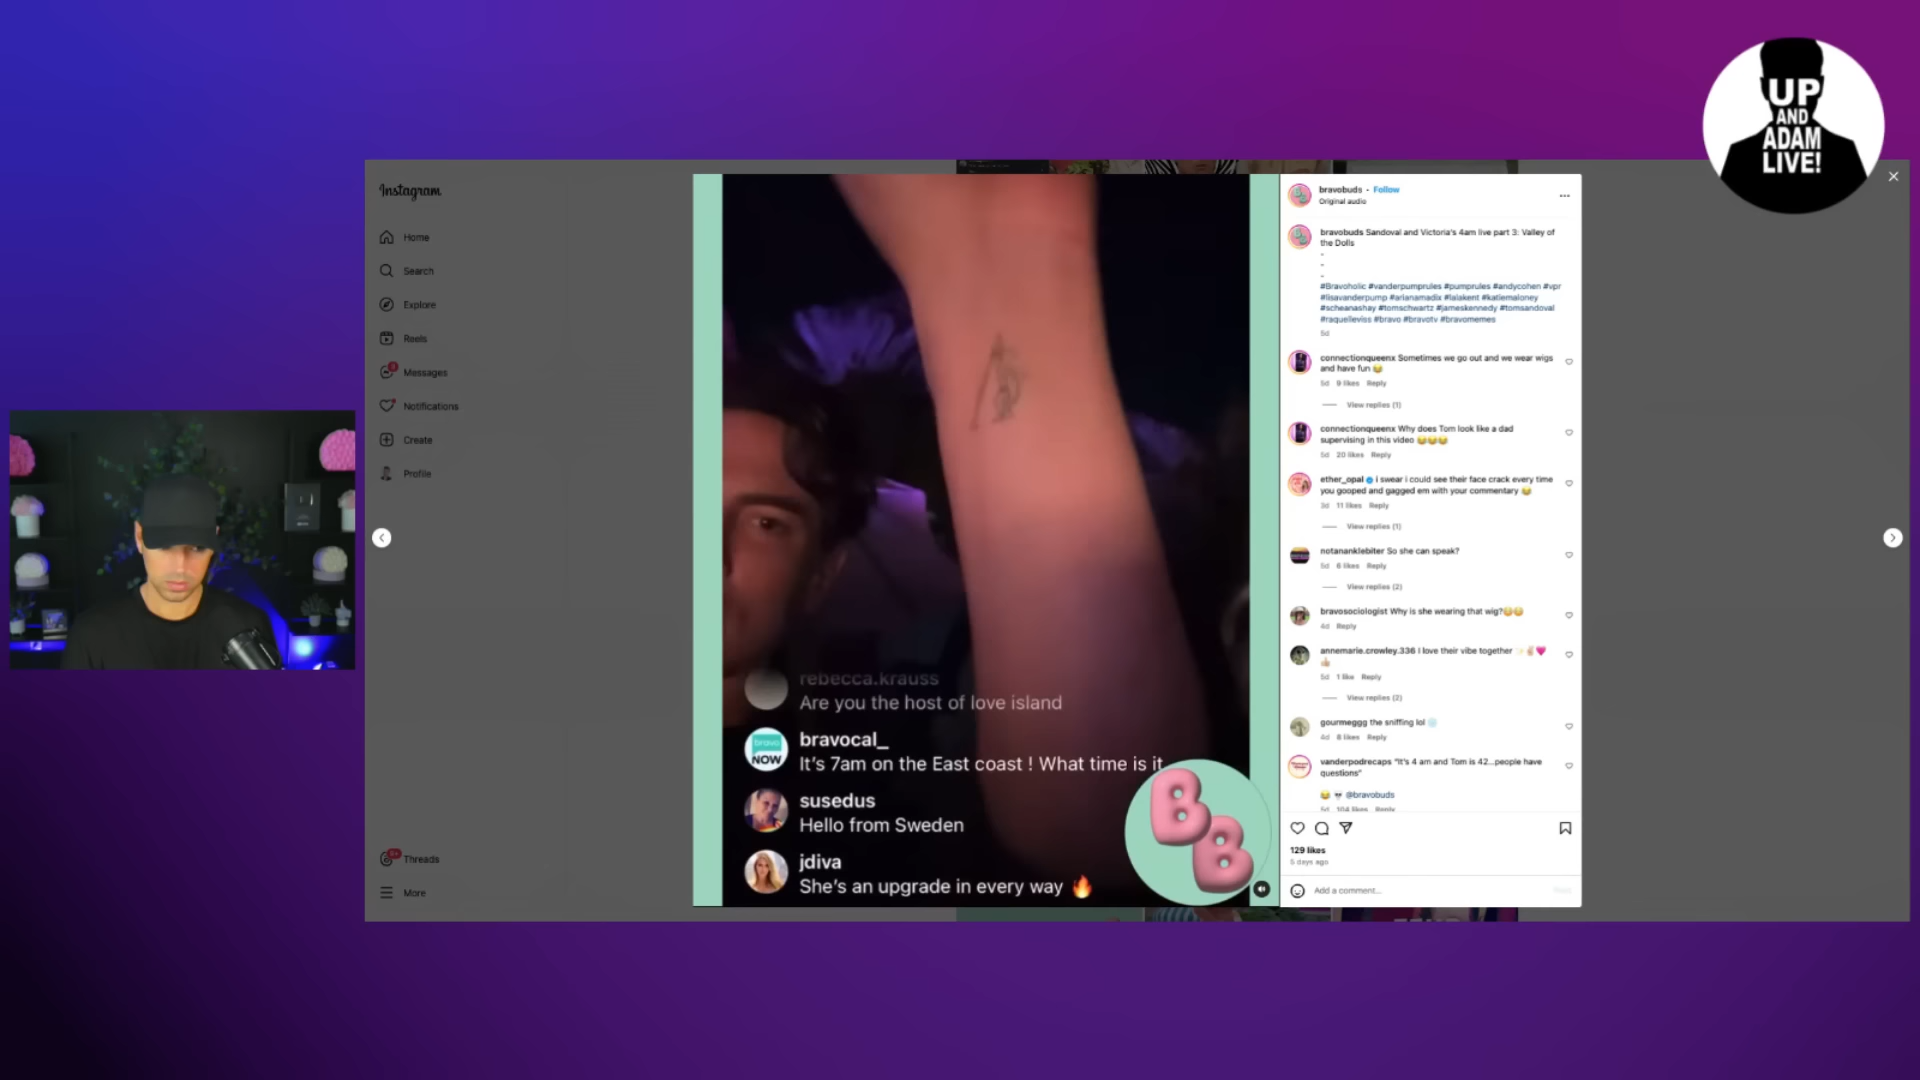 UP
AND
ADAM
LIVE!
Instagram
Home
Search
Explore
Reels
Messages
Notifications
Create
Profile
Threads
More
rebecca.krauss
Are you the host of love island
bravo
NOW
bravocal_
It's 7am on the East coast ! What time is it
susedus
Hello from Sweden
jdiva
She's an upgrade in every way 🔥
B
B
bravobuds • Follow
Original audio
bravobuds Sandoval and Victoria's 4am live part 3: Valley of
the Dolls
-
-
-
#Bravoholic #vanderpumprules #pumprules #andycohen #vpr
#lisavanderpump #arianamadix #lalakent #katiemaloney
#scheanashay #tomschwartz #jameskennedy #tomsandoval
#raquelleviss #bravo #bravotv #bravomemes
5d
connectionqueenx Sometimes we go out and we wear wigs
and have fun 😂
5d 9 likes Reply
View replies (1)
connectionqueenx Why does Tom look like a dad
supervising in this video 😂😂😂
5d 20 likes Reply
ether_opal i swear i could see their face crack every time
you gooped and gagged em with your commentary 😂
3d 11 likes Reply
View replies (1)
notananklebiter So she can speak?
5d 6 likes Reply
View replies (2)
bravosociologist Why is she wearing that wig?
4d Reply
annemarie.crowley.336 I love their vibe together
5d 1 like Reply
View replies (2)
gourmeggg the sniffing lol
4d 8 likes Reply
vanderpodrecaps "It's 4 am and Tom is 42...people have
questions"
😂 💀 @bravobuds
5d 104 likes Reply
129 likes
5 days ago
Add a comment...